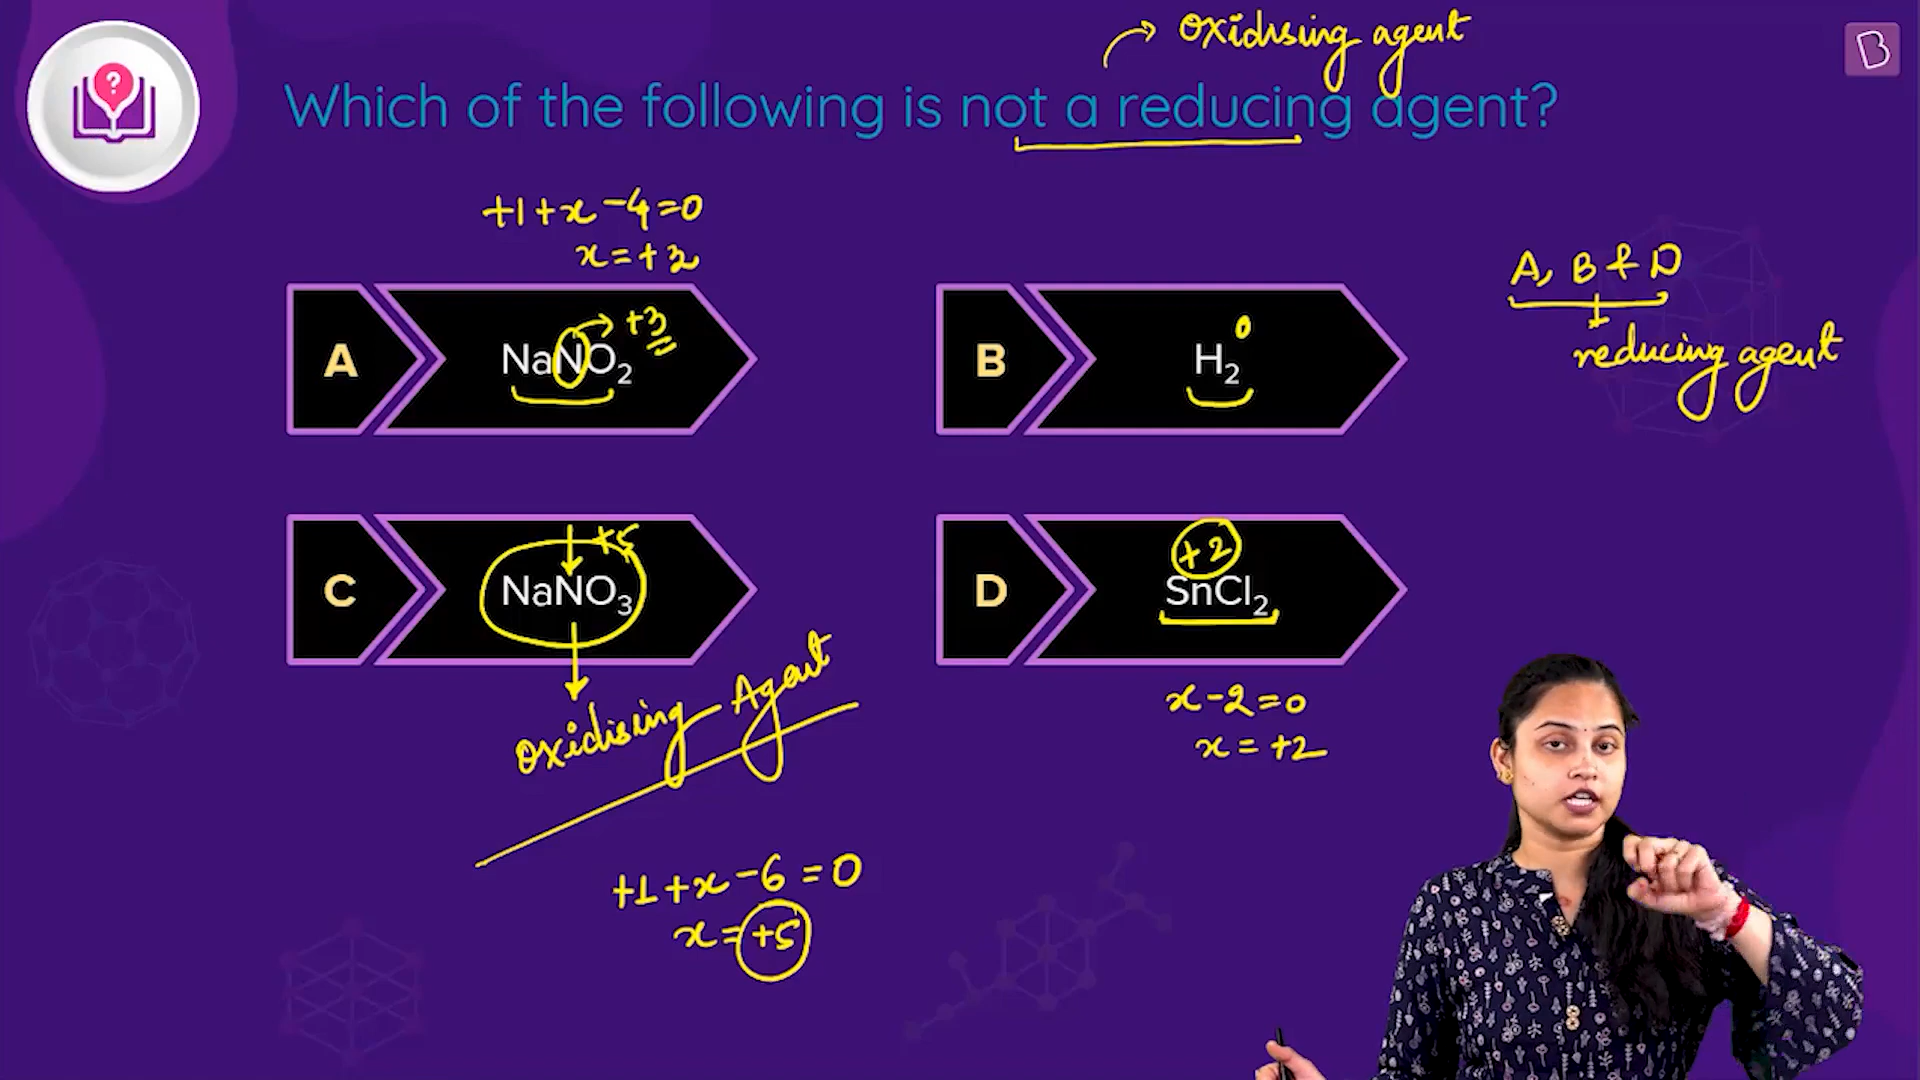 Oxidising agent
B
?
Which of the following is not a reducing agent?
+1+x-4=0
x=+3
A, B & D
reducing agent
A
NaNO₂
+3
B
H₂
0
C
NaNO₃
+5
D
SnCl₂
+2
Oxidising Agent
x-2=0
x=+2
+1+x-6=0
x=+5